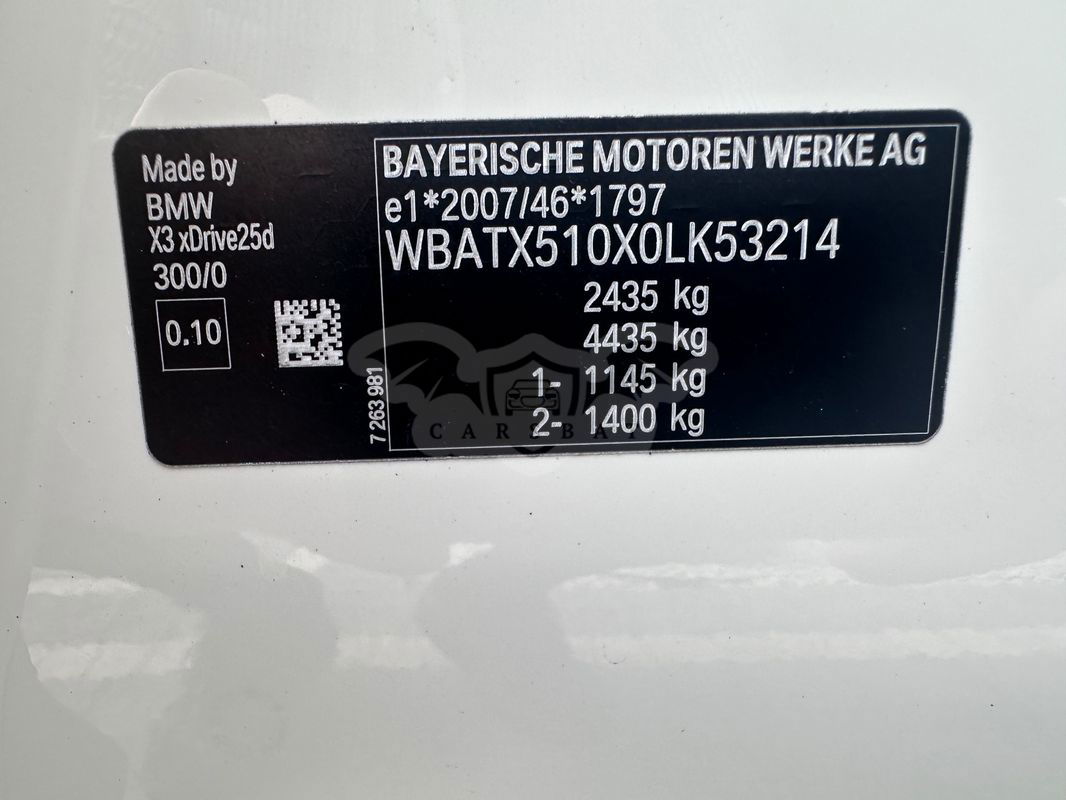 Made by
BMW
X3 xDrive25d
300/0
0.10
7 263 981
BAYERISCHE MOTOREN WERKE AG
e1*2007/46*1797
WBATX510X0LK53214
2435 kg
4435 kg
1- 1145 kg
2- 1400 kg
CARSBAY